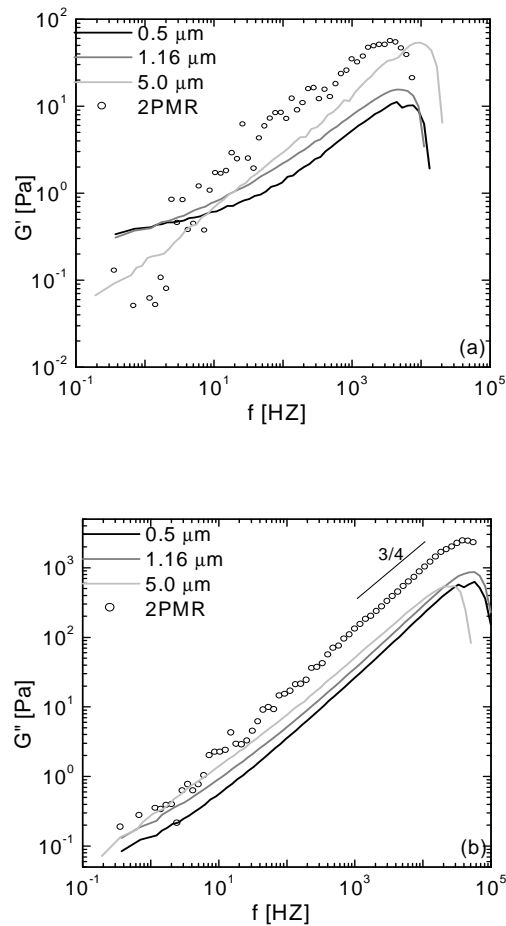 10²
0.5 μm
1.16 μm
5.0 μm
2PMR
10¹
10⁰
10⁻¹
10⁻²
G' [Pa]
(a)
10⁻¹ 10¹ 10³ 10⁵
f [HZ]
0.5 μm
1.16 μm
5.0 μm
2PMR
3/4
10³
10²
10¹
10⁰
10⁻¹
G'' [Pa]
(b)
10⁻¹ 10¹ 10³ 10⁵
f [HZ]